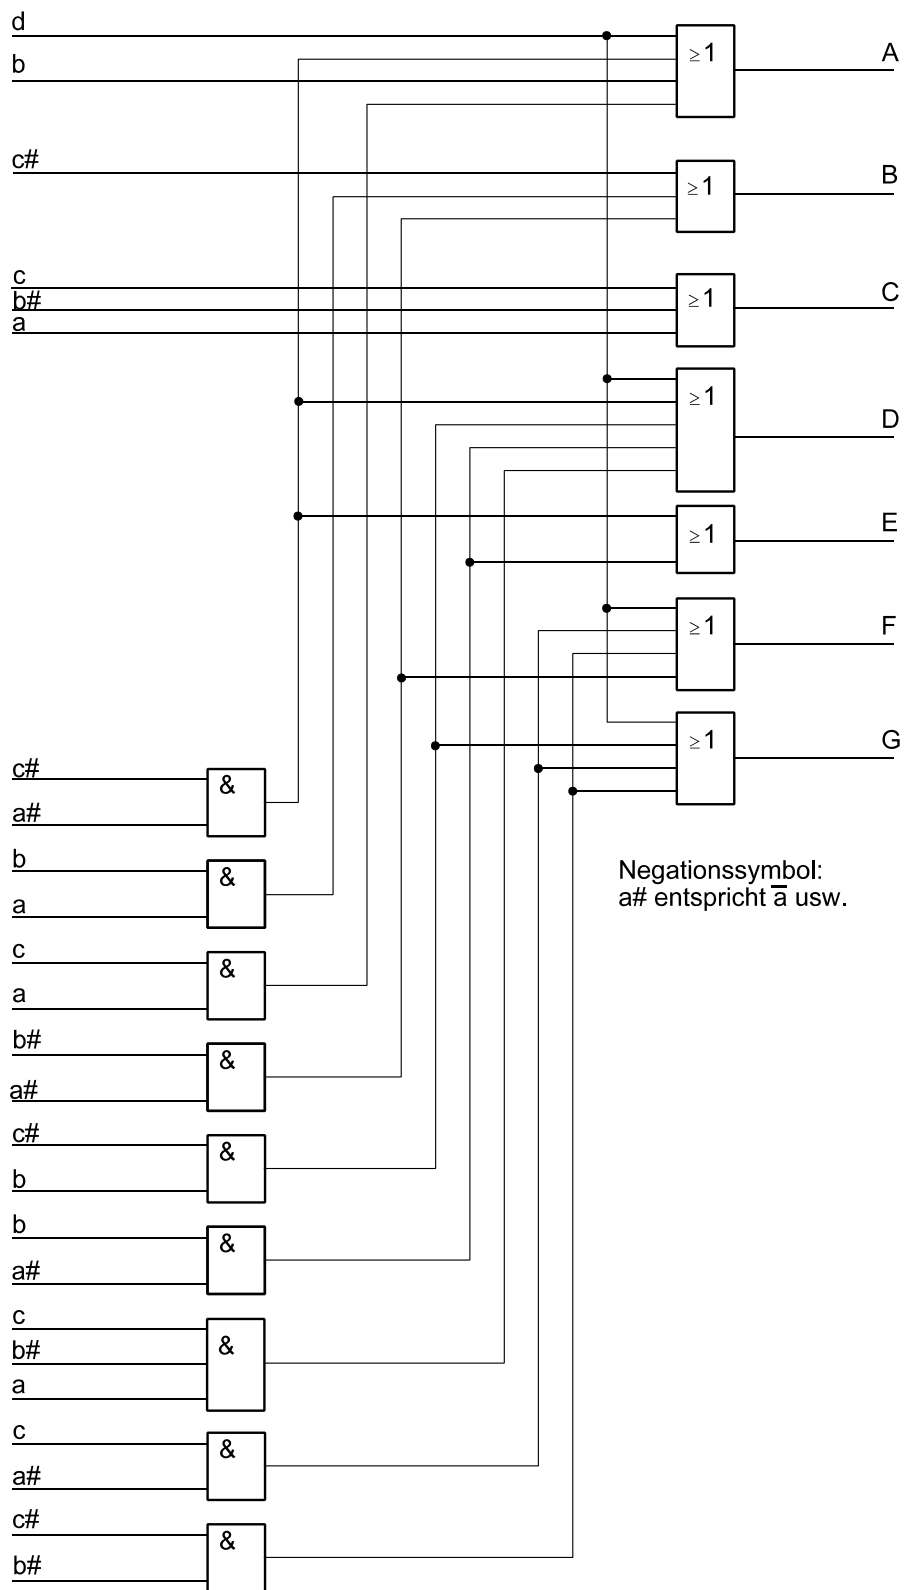 d
≥1
A
b
c#
≥1
B
c
b#
a
≥1
C
≥1
D
≥1
E
≥1
F
≥1
G
c#
a#
&
b
a
&
c
a
&
b#
a#
&
c#
b
&
b
a#
&
c
b#
a
&
c
a#
&
c#
b#
&
Negationssymbol:
a# entspricht a̅ usw.